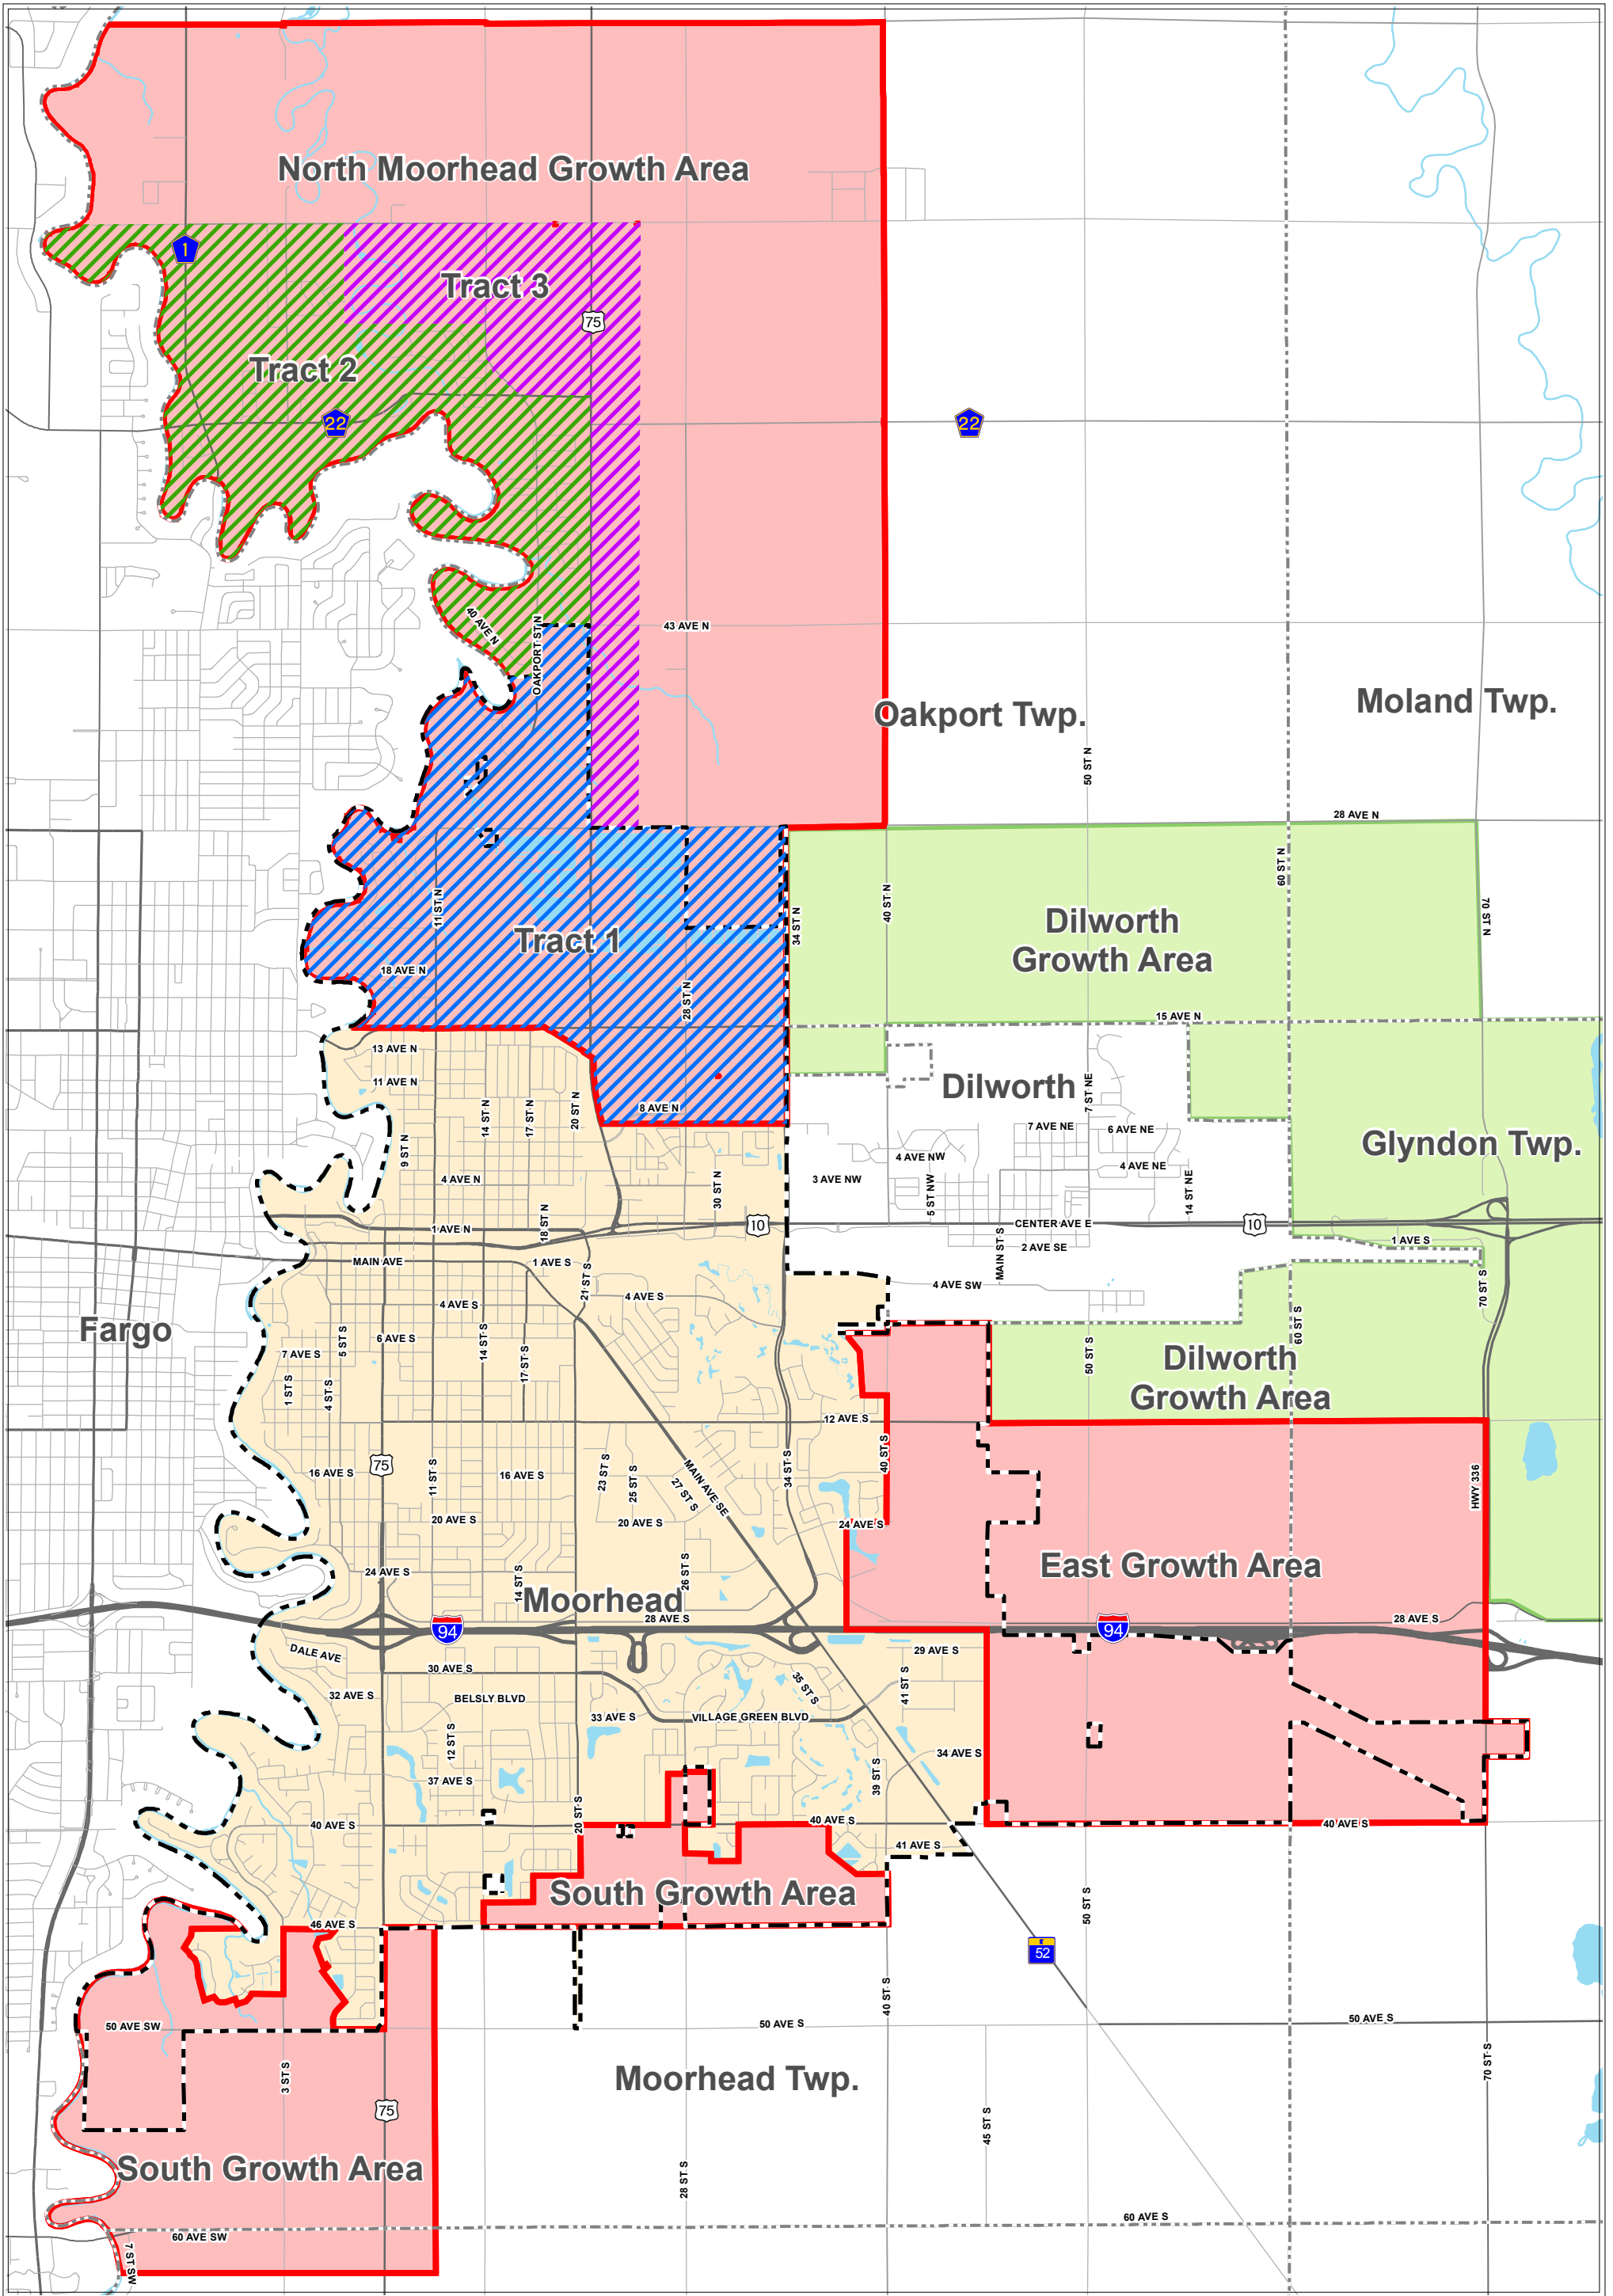 North Moorhead Growth Area
1
Tract 3
75
Tract 2
22
22
40 AVE N
OAKPORT ST N
43 AVE N
Oakport Twp.
Moland Twp.
50 ST N
28 AVE N
60 ST N
11 ST N
34 ST N
40 ST N
70 ST N
Dilworth
Growth Area
Tract 1
18 AVE N
28 ST N
15 AVE N
13 AVE N
11 AVE N
Dilworth
7 ST NE
8 AVE N
14 ST N
17 ST N
20 ST N
7 AVE NE
6 AVE NE
9 ST N
Glyndon Twp.
4 AVE NW
4 AVE NE
4 AVE N
3 AVE NW
30 ST N
5 ST NW
14 ST NE
1 AVE N
18 ST N
10
CENTER AVE E
10
MAIN AVE
1 AVE S
2 AVE SE
1 AVE S
MAIN ST S
21 ST S
4 AVE S
4 AVE S
4 AVE SW
70 ST S
Fargo
6 AVE S
5 ST S
14 ST S
7 AVE S
17 ST S
60 ST S
50 ST S
Dilworth
Growth Area
1 ST S
4 ST S
12 AVE S
40 ST S
75
16 AVE S
11 ST S
16 AVE S
23 ST S
25 ST S
27 ST S
MAIN AVE SE
34 ST S
HWY 336
20 AVE S
20 AVE S
24 AVE S
East Growth Area
24 AVE S
14 ST S
Moorhead
26 ST S
28 AVE S
28 AVE S
94
94
DALE AVE
29 AVE S
30 AVE S
35 ST S
41 ST S
32 AVE S
BELSLY BLVD
33 AVE S
VILLAGE GREEN BLVD
12 ST S
34 AVE S
37 AVE S
39 ST S
20 ST S
40 AVE S
40 AVE S
40 AVE S
41 AVE S
South Growth Area
50 ST S
46 AVE S
52
40 ST S
50 AVE SW
50 AVE S
50 AVE S
3 ST S
Moorhead Twp.
70 ST S
75
45 ST S
South Growth Area
28 ST S
60 AVE SW
60 AVE S
7 ST SW